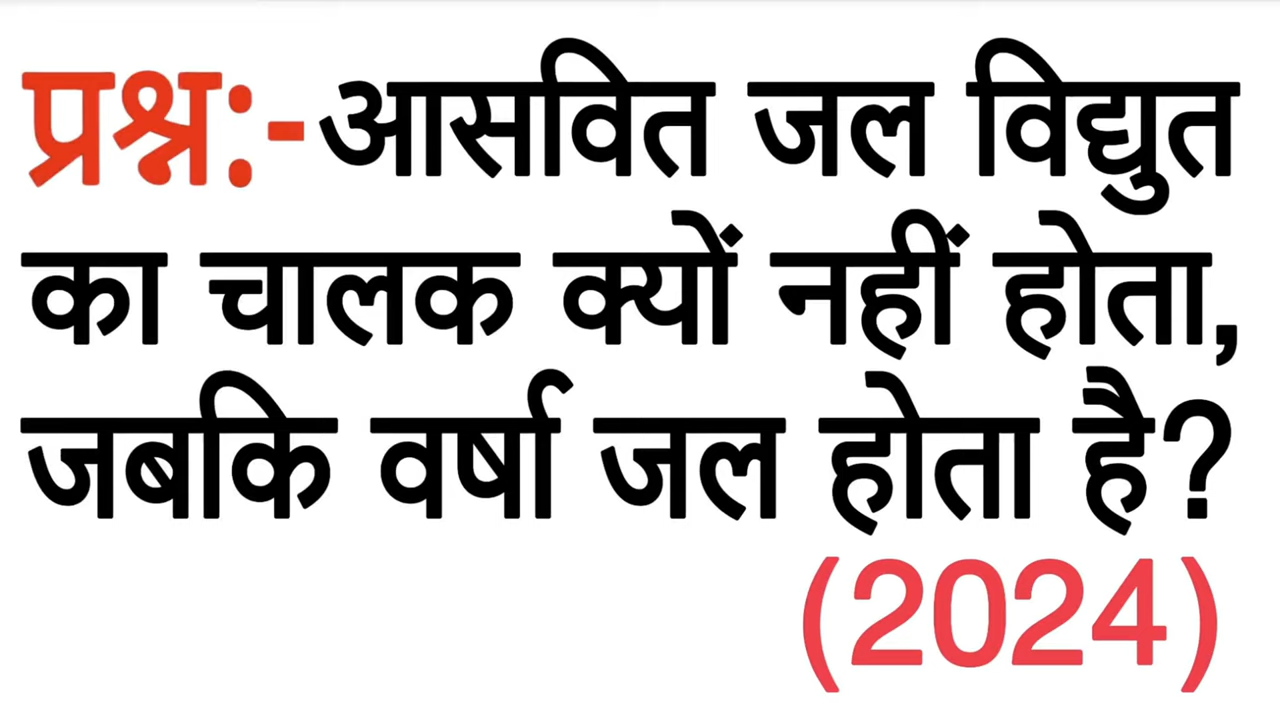 प्रश्न:-आसवित जल विद्युत
का चालक क्यों नहीं होता,
जबकि वर्षा जल होता है?
(2024)